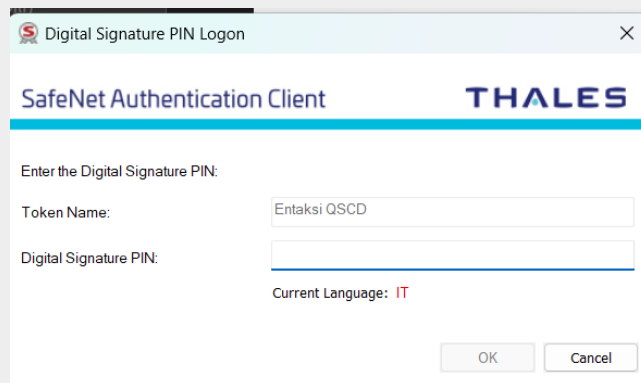 Digital Signature PIN Logon
SafeNet Authentication Client
THALES
Enter the Digital Signature PIN:
Token Name:
Entaksi QSCD
Digital Signature PIN:
Current Language: IT
OK
Cancel